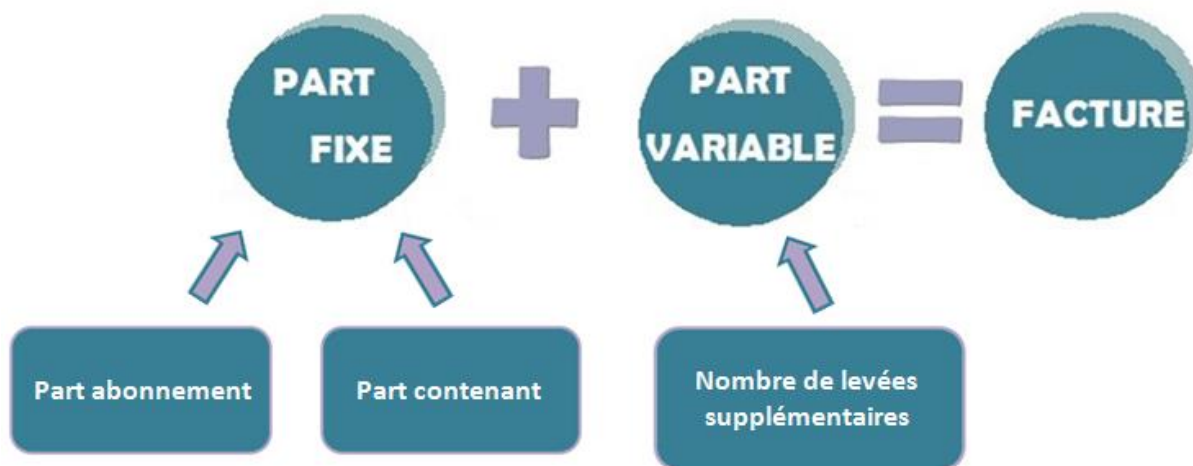 PART
FIXE
PART
VARIABLE
FACTURE
Part abonnement
Part contenant
Nombre de levées
supplémentaires